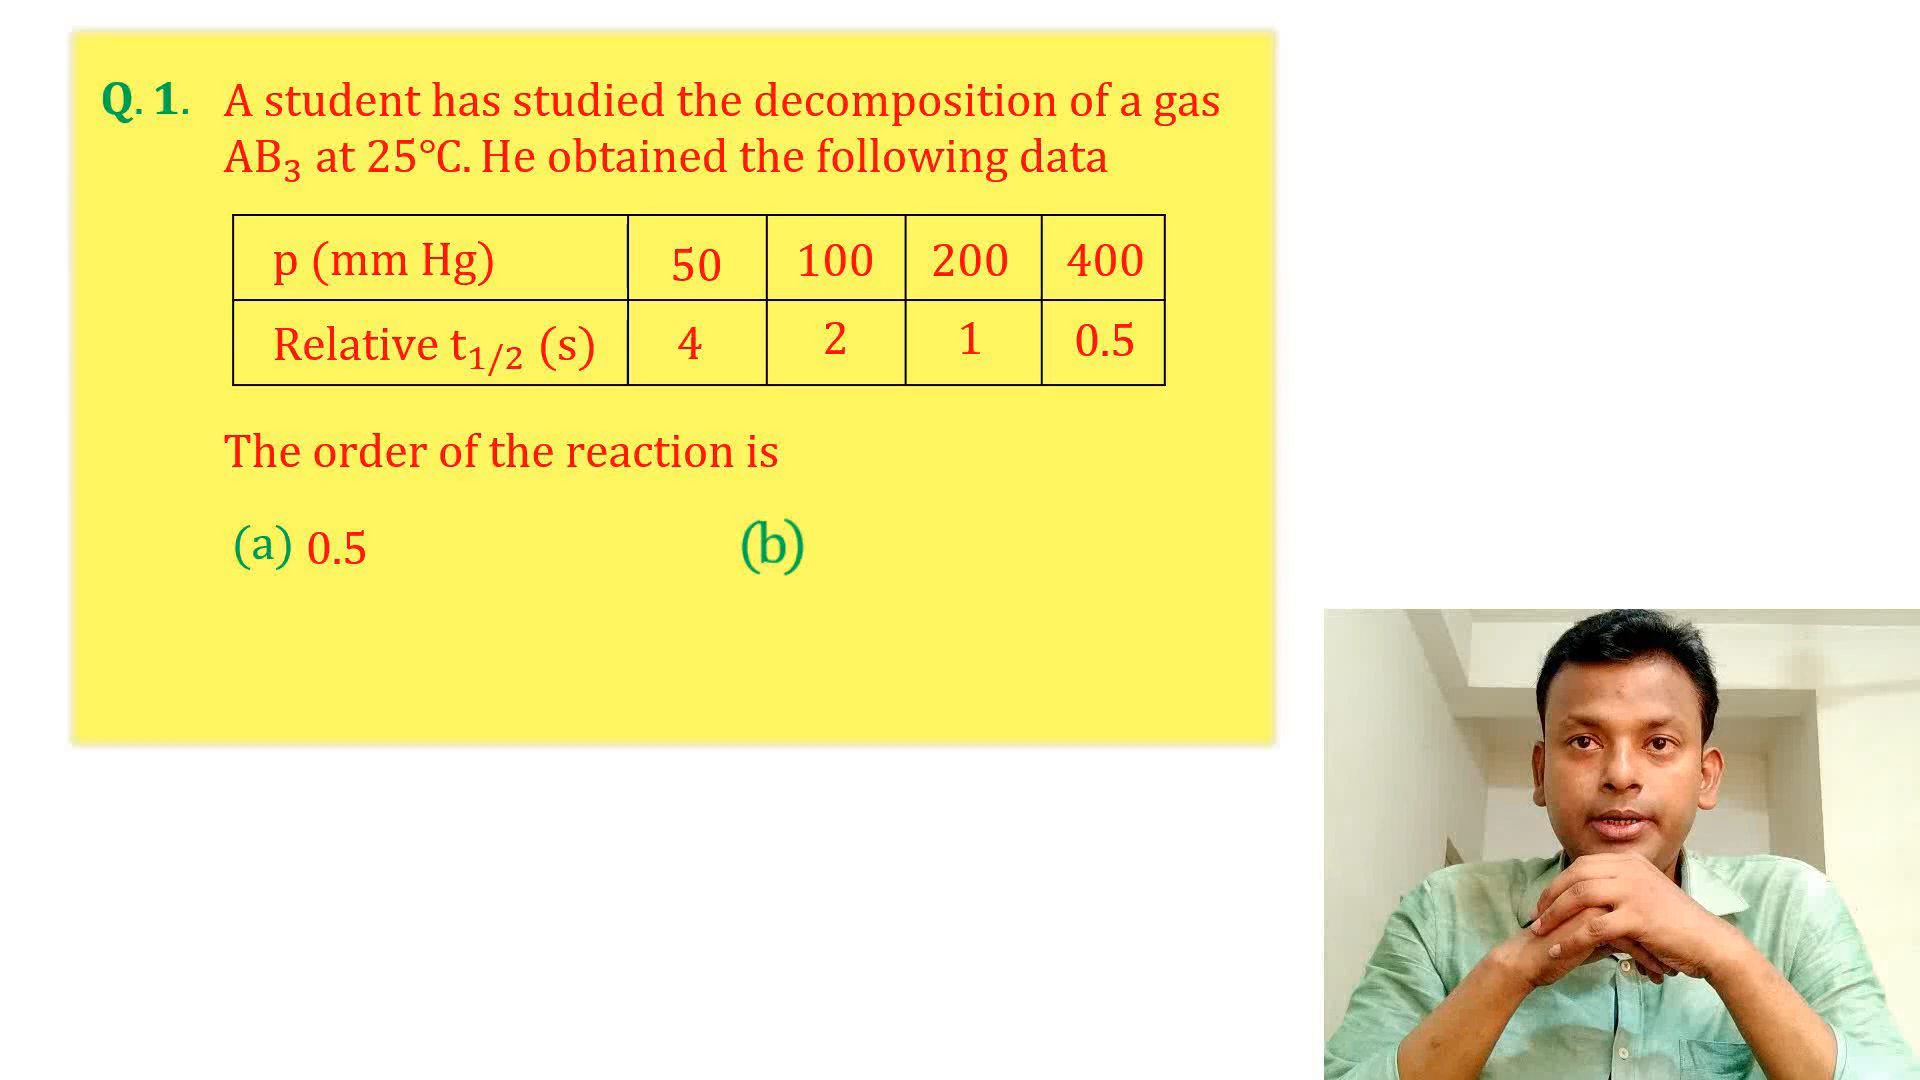 Q. 1. A student has studied the decomposition of a gas
AB₃ at 25°C. He obtained the following data
p (mm Hg) 50 100 200 400
Relative t₁/₂ (s) 4 2 1 0.5
The order of the reaction is
(a) 0.5 (b)